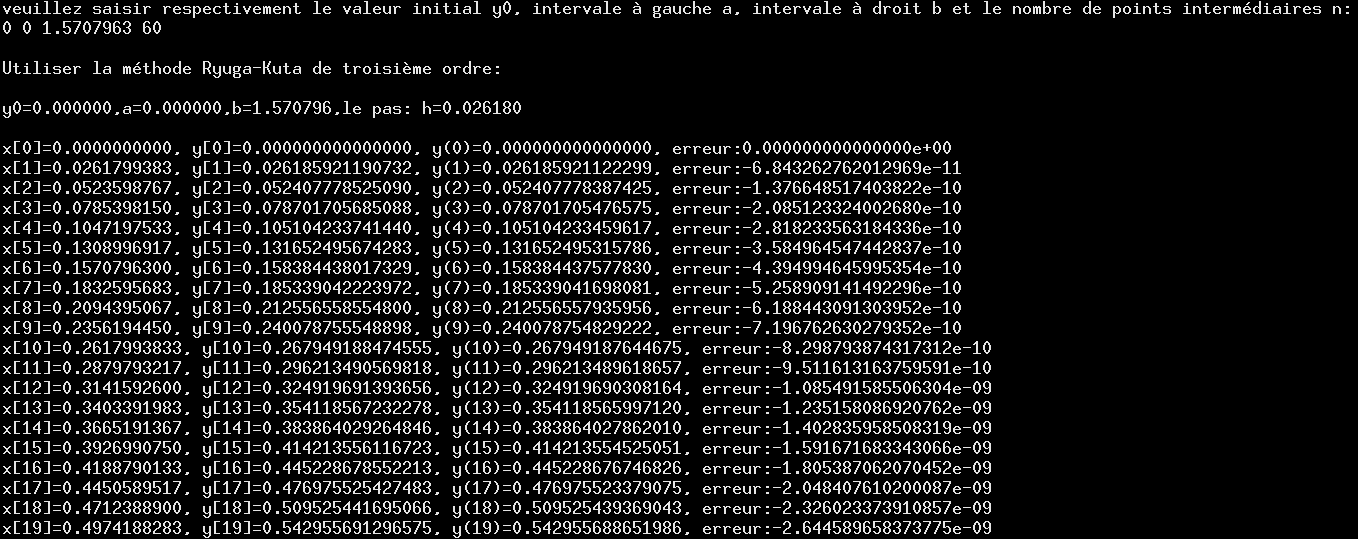 veuillez saisir respectivement le valeur initial y0, intervale à gauche a, intervale à droit b et le nombre de points intermédiaires n:
0 0 1.5707963 60
Utiliser la méthode Ryuga-Kuta de troisième ordre:
y0=0.000000,a=0.000000,b=1.570796,le pas: h=0.026180
x[0]=0.0000000000, y[0]=0.000000000000000, y(0)=0.000000000000000, erreur:0.000000000000000e+00
x[1]=0.0261799383, y[1]=0.026185921190732, y(1)=0.026185921122299, erreur:-6.843262762012969e-11
x[2]=0.0523598767, y[2]=0.052407778525090, y(2)=0.052407778387425, erreur:-1.376648517403822e-10
x[3]=0.0785398150, y[3]=0.078701705685088, y(3)=0.078701705476575, erreur:-2.085123324002680e-10
x[4]=0.1047197533, y[4]=0.105104233741440, y(4)=0.105104233459617, erreur:-2.818233563184336e-10
x[5]=0.1308996917, y[5]=0.131652495674283, y(5)=0.131652495315786, erreur:-3.584964547442837e-10
x[6]=0.1570796300, y[6]=0.158384438017329, y(6)=0.158384437577830, erreur:-4.394994645995354e-10
x[7]=0.1832595683, y[7]=0.185339042223972, y(7)=0.185339041698081, erreur:-5.258909141492296e-10
x[8]=0.2094395067, y[8]=0.212556558554800, y(8)=0.212556557935956, erreur:-6.188443091303952e-10
x[9]=0.2356194450, y[9]=0.240078755548898, y(9)=0.240078754829222, erreur:-7.196762630279352e-10
x[10]=0.2617993833, y[10]=0.267949188474555, y(10)=0.267949187644675, erreur:-8.298793874317312e-10
x[11]=0.2879793217, y[11]=0.296213490569818, y(11)=0.296213489618657, erreur:-9.511613163759591e-10
x[12]=0.3141592600, y[12]=0.324919691393656, y(12)=0.324919690308164, erreur:-1.085491585506304e-09
x[13]=0.3403391983, y[13]=0.354118567232278, y(13)=0.354118565997120, erreur:-1.235158086920762e-09
x[14]=0.3665191367, y[14]=0.383864029264846, y(14)=0.383864027862010, erreur:-1.402835958508319e-09
x[15]=0.3926990750, y[15]=0.414213556116723, y(15)=0.414213554525051, erreur:-1.591671683343066e-09
x[16]=0.4188790133, y[16]=0.445228678552213, y(16)=0.445228676746826, erreur:-1.805387062070452e-09
x[17]=0.4450589517, y[17]=0.476975525427483, y(17)=0.476975523379075, erreur:-2.048407610200087e-09
x[18]=0.4712388900, y[18]=0.509525441695066, y(18)=0.509525439369043, erreur:-2.326023373910857e-09
x[19]=0.4974188283, y[19]=0.542955691296575, y(19)=0.542955688651986, erreur:-2.644589658373775e-09